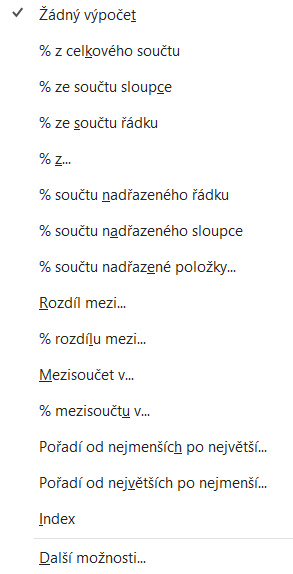 Žádný výpočet
% z celkového součtu
% ze součtu sloupce
% ze součtu řádku
% z...
% součtu nadřazeného řádku
% součtu nadřazeného sloupce
% součtu nadřazené položky...
Rozdíl mezi...
% rozdílu mezi...
Mezisoučet v...
% mezisoučtu v...
Pořadí od nejmenších po největší...
Pořadí od největších po nejmenší...
Index
Další možnosti...